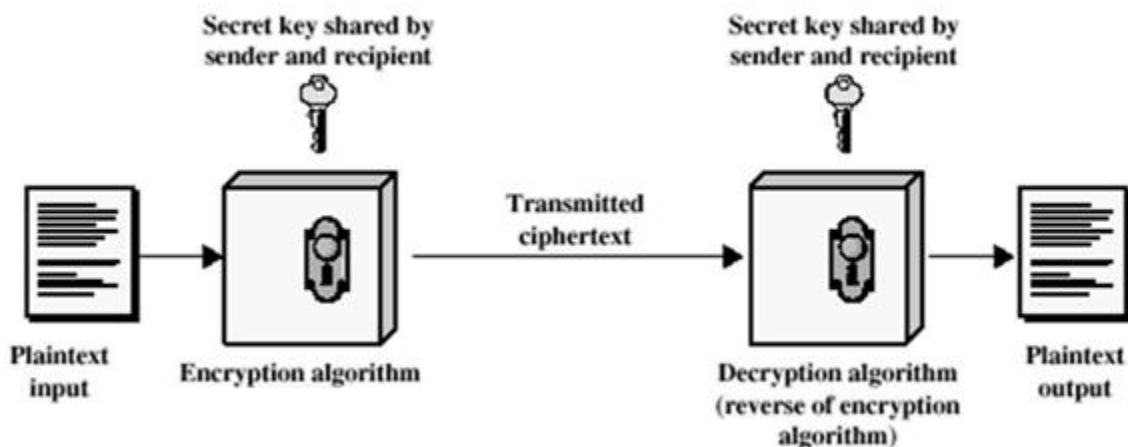 Secret key shared by
sender and recipient
Secret key shared by
sender and recipient
Transmitted
ciphertext
Plaintext
input
Encryption algorithm
Decryption algorithm
(reverse of encryption
algorithm)
Plaintext
output